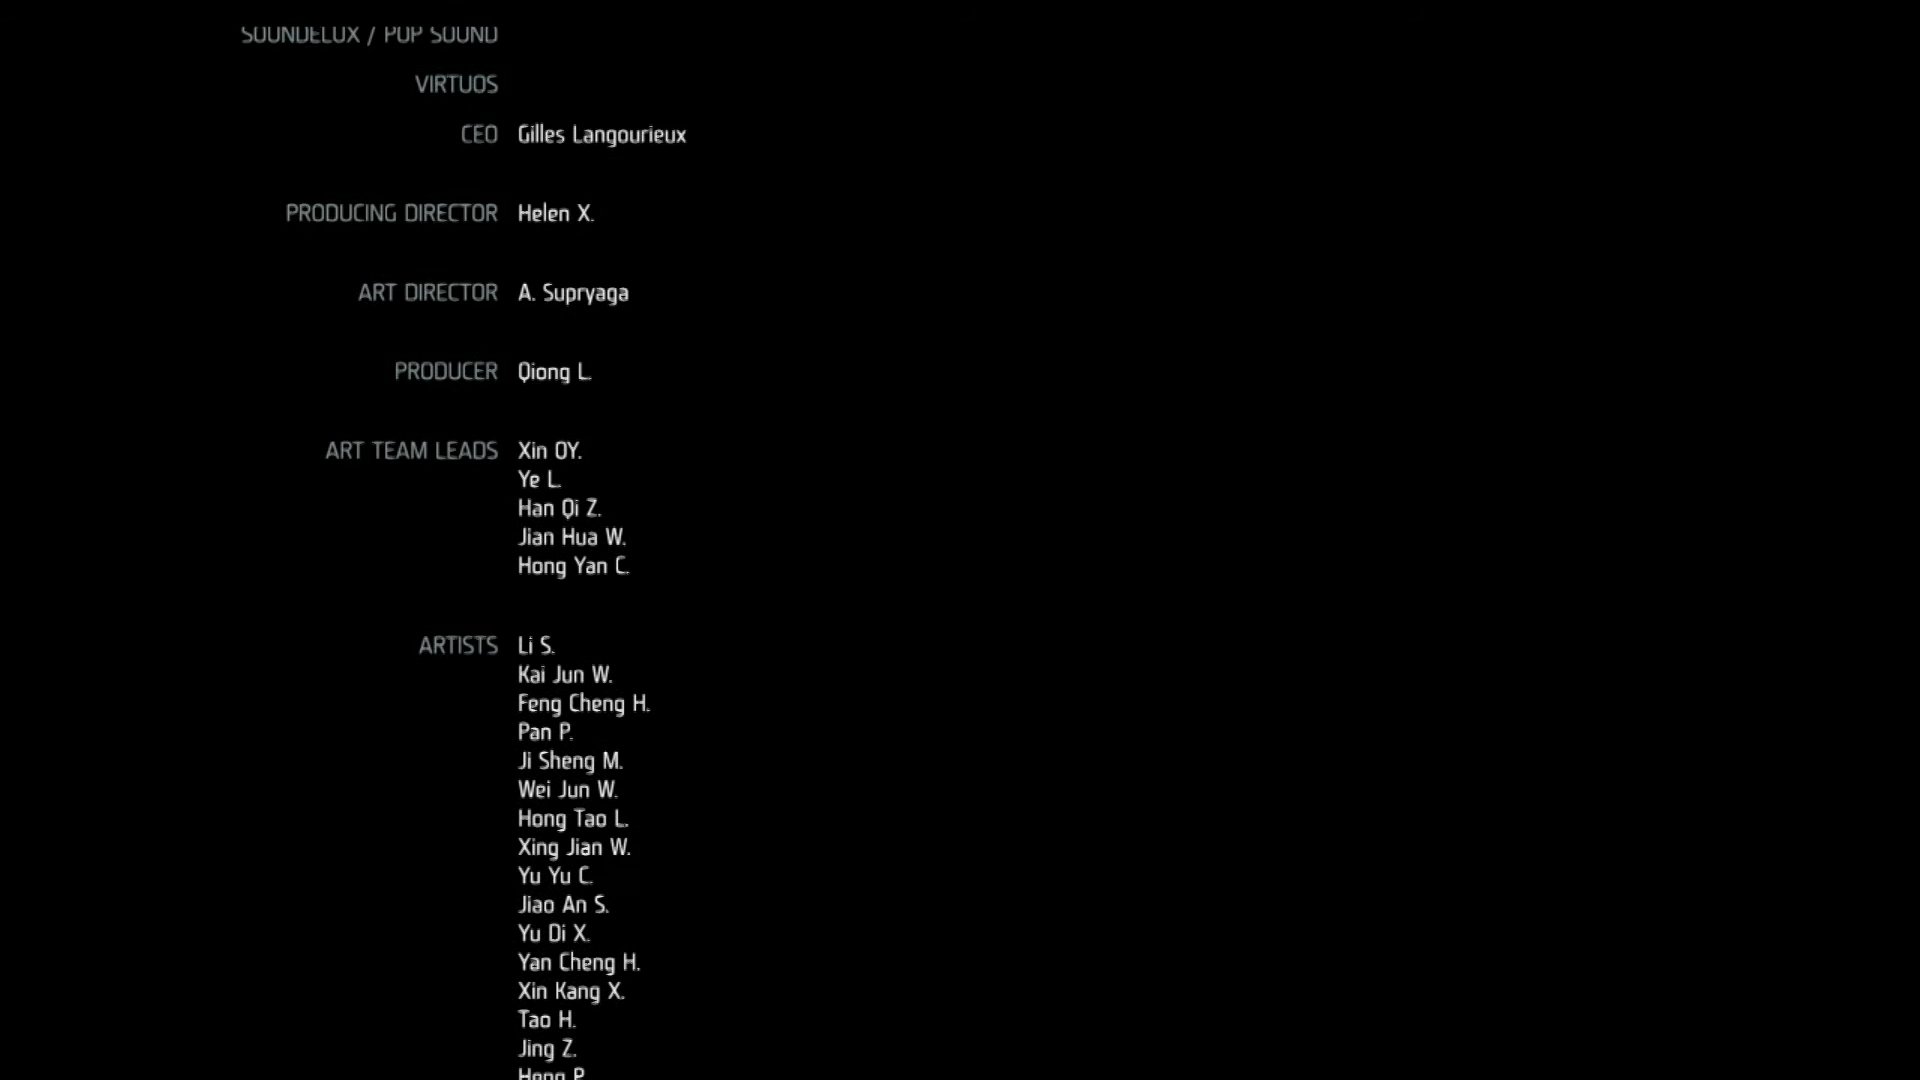 SOUNDELUX / POP SOUND
VIRTUOS
CEO Gilles Langourieux
PRODUCING DIRECTOR Helen X.
ART DIRECTOR A. Supryaga
PRODUCER Qiong L.
ART TEAM LEADS Xin OY.
Ye L.
Han Qi Z.
Jian Hua W.
Hong Yan C.
ARTISTS Li S.
Kai Jun W.
Feng Cheng H.
Pan P.
Ji Sheng M.
Wei Jun W.
Hong Tao L.
Xing Jian W.
Yu Yu C.
Jiao An S.
Yu Di X.
Yan Cheng H.
Xin Kang X.
Tao H.
Jing Z.